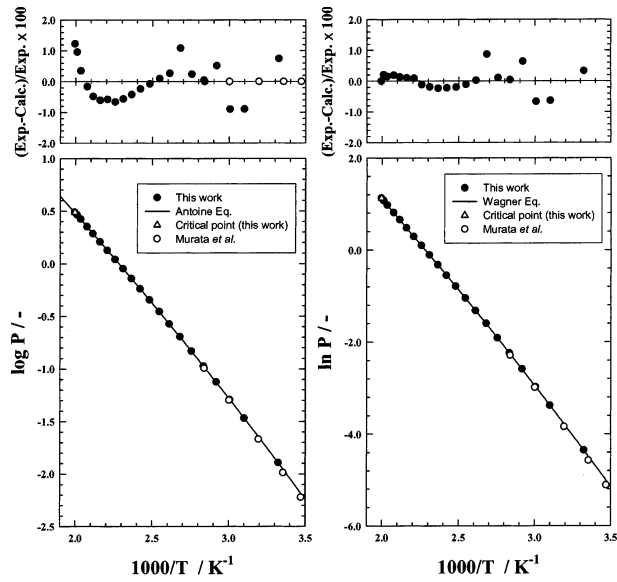 (Exp.-Calc.)/Exp. x 100
2.0
1.0
0.0
-1.0
-2.0
log P / -
1.0
0.5
0.0
-0.5
-1.0
-1.5
-2.0
-2.5
This work
Antoine Eq.
Critical point (this work)
Murata et al.
2.0 2.5 3.0 3.5
1000/T / K-1
(Exp.-Calc.)/Exp. x 100
2.0
1.0
0.0
-1.0
-2.0
ln P / -
2.0
0.0
-2.0
-4.0
-6.0
This work
Wagner Eq.
Critical point (this work)
Murata et al.
2.0 2.5 3.0 3.5
1000/T / K-1